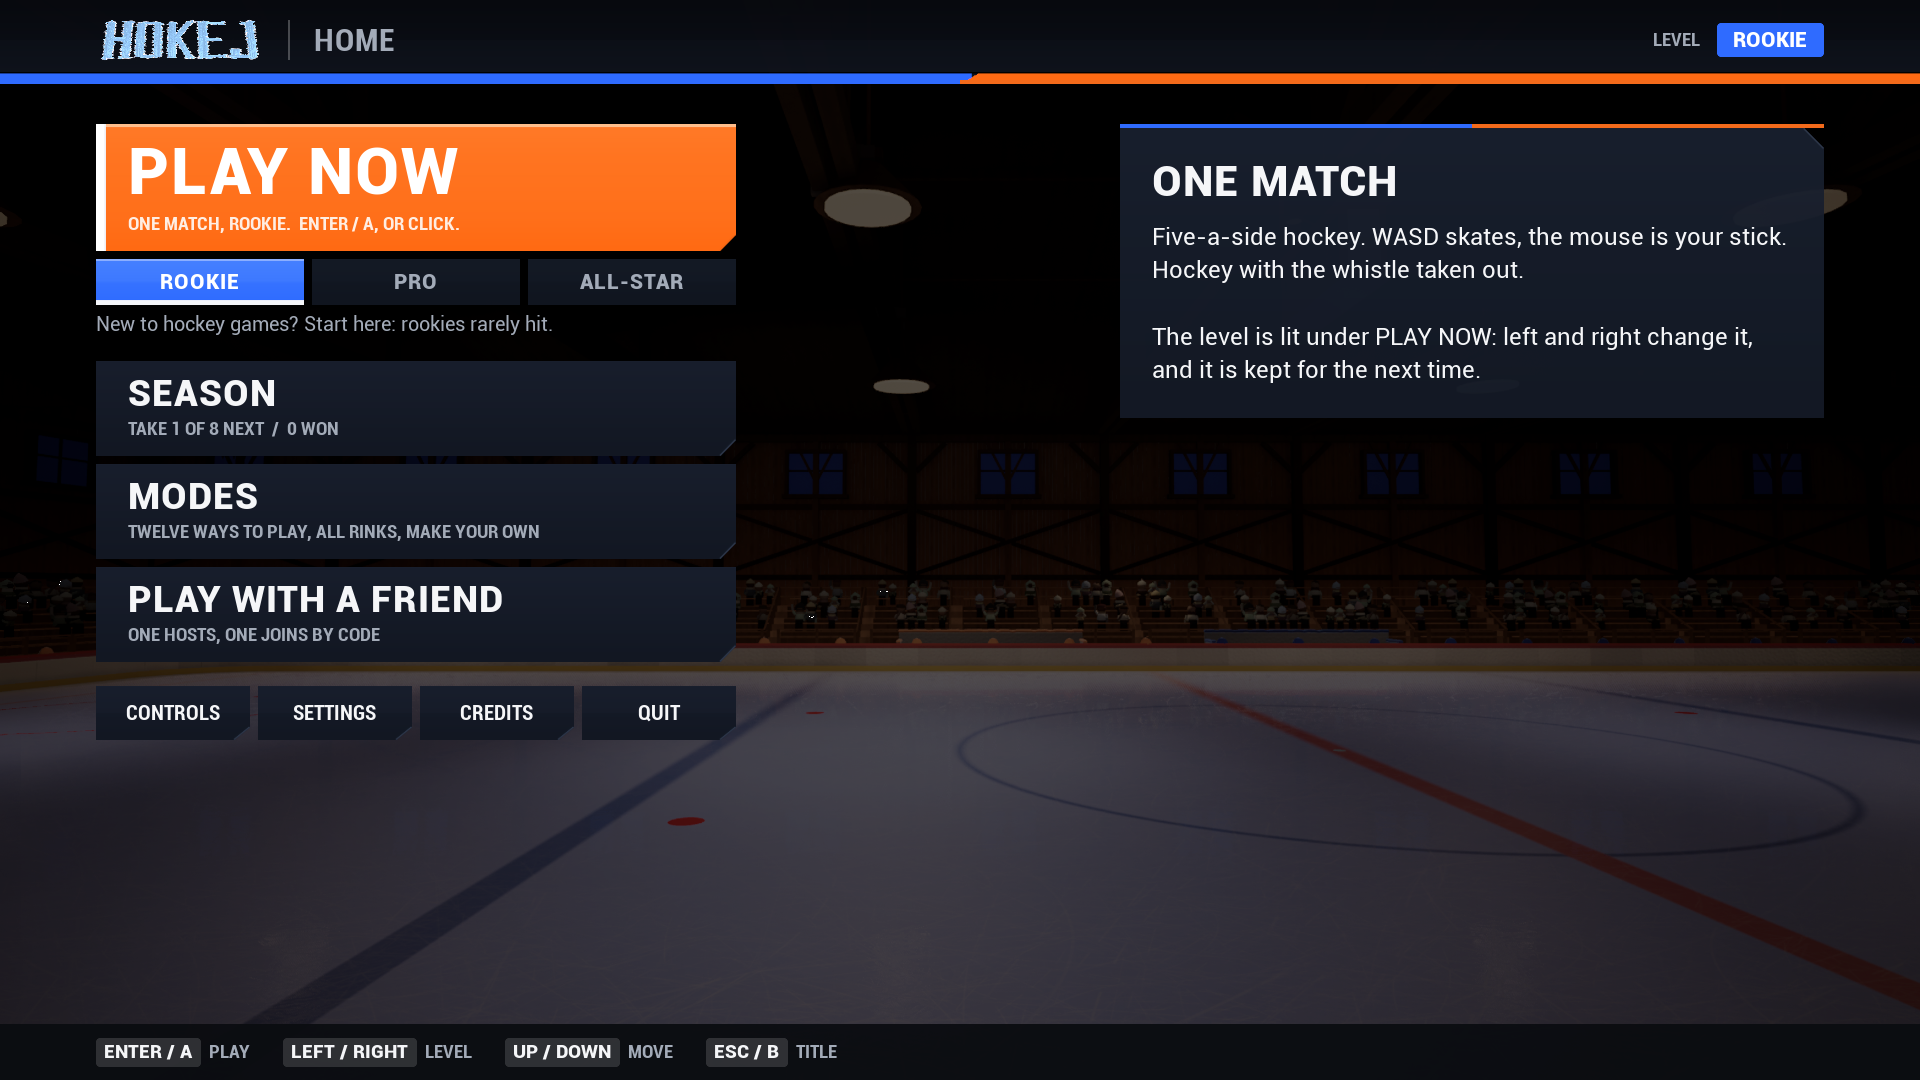 HOKEJ
HOME
LEVEL
ROOKIE
PLAY NOW
ONE MATCH, ROOKIE. ENTER / A, OR CLICK.
ROOKIE
PRO
ALL-STAR
New to hockey games? Start here: rookies rarely hit.
SEASON
TAKE 1 OF 8 NEXT / 0 WON
MODES
TWELVE WAYS TO PLAY, ALL RINKS, MAKE YOUR OWN
PLAY WITH A FRIEND
ONE HOSTS, ONE JOINS BY CODE
CONTROLS
SETTINGS
CREDITS
QUIT
ONE MATCH
Five-a-side hockey. WASD skates, the mouse is your stick.
Hockey with the whistle taken out.
The level is lit under PLAY NOW: left and right change it,
and it is kept for the next time.
ENTER / A PLAY
LEFT / RIGHT LEVEL
UP / DOWN MOVE
ESC / B TITLE